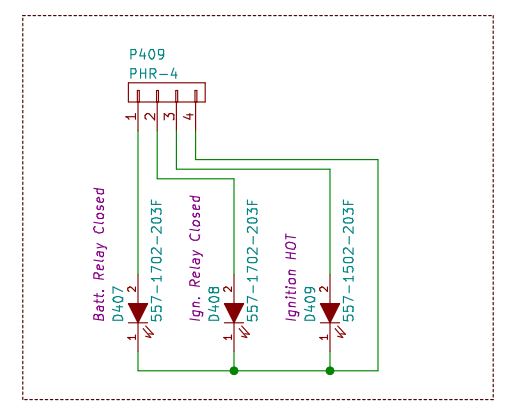 P409
PHR-4
1
2
3
4
Batt. Relay Closed
D407
2
1
557-1702-203F
Ign. Relay Closed
D408
2
1
557-1702-203F
Ignition HOT
D409
2
1
557-1502-203F